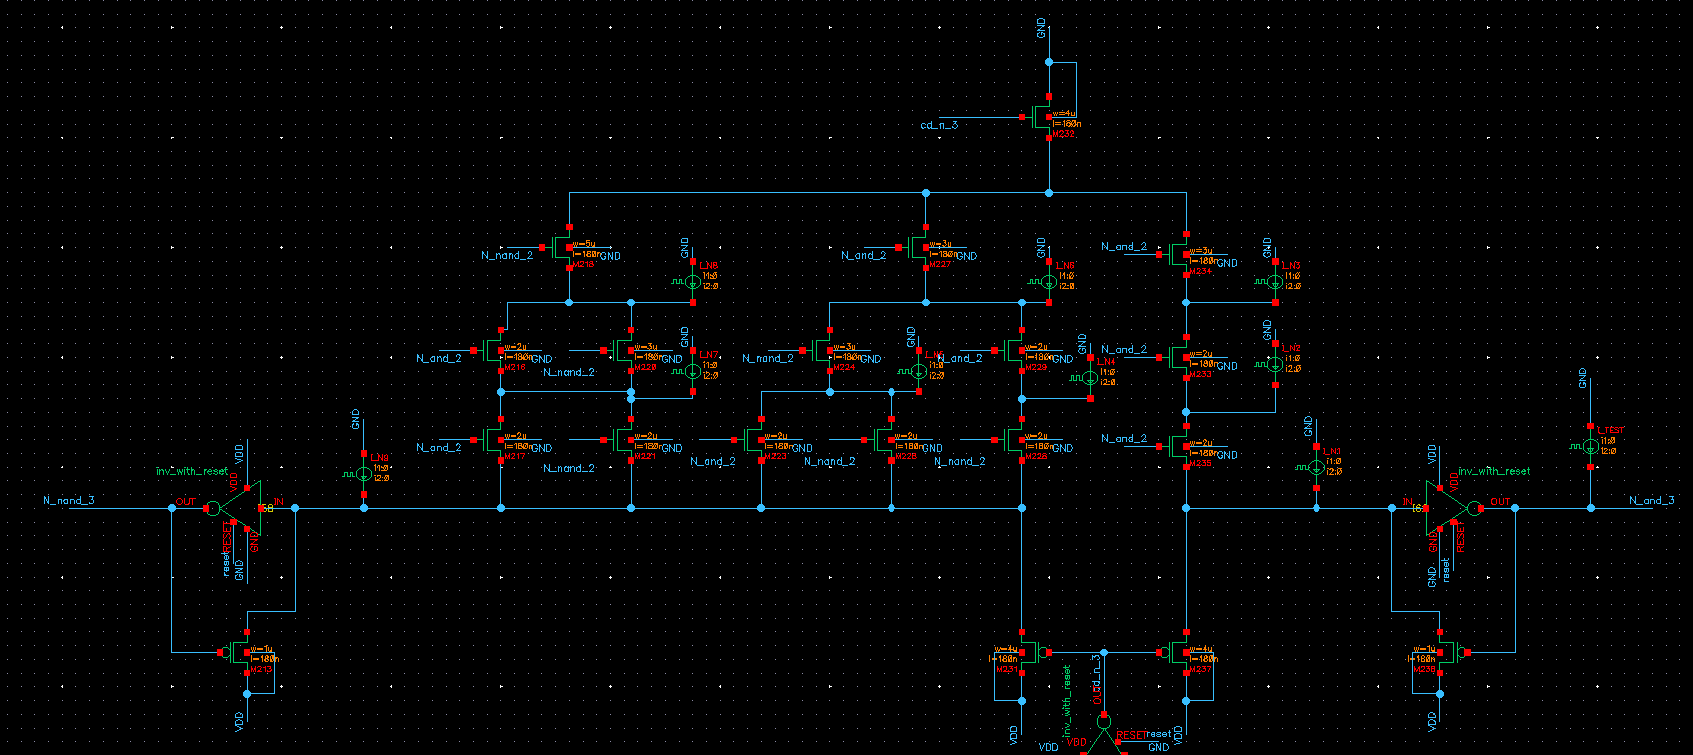 GND
w=4u
l=180n
M232
cd_n_3
N_nand_2
w=5u
l=180n
M218
GND
GND
I_N8
i1:0
i2:0
N_and_2
w=3u
l=180n
M227
GND
GND
I_N6
i1:0
i2:0
N_and_2
w=3u
l=180n
M234
GND
GND
I_N3
i1:0
i2:0
N_and_2
w=2u
l=180n
M216
GND
N_nand_2
w=3u
l=180n
M220
GND
GND
I_N7
i1:0
i2:0
N_nand_2
w=3u
l=180n
M224
GND
GND
i1:0
i2:0
N_and_2
w=2u
l=180n
M229
GND
GND
I_N4
i1:0
i2:0
N_and_2
w=2u
l=180n
M233
GND
GND
I_N2
i1:0
i2:0
N_and_2
w=2u
l=180n
M217
GND
N_nand_2
w=2u
l=180n
M221
GND
N_and_2
w=2u
l=180n
GND
N_nand_2
w=2u
l=180n
GND
N_nand_2
w=2u
l=180n
GND
N_and_2
w=2u
l=180n
M235
GND
GND
I_N9
i1:0
i2:0
GND
I_N1
i1:0
i2:0
GND
I_TEST
i1:0
i2:0
inv_with_reset
VDD
VDD
N_nand_3
OUT
IN
RESET
GND
reset
GND
inv_with_reset
VDD
VDD
IN
OUT
N_and_3
GND
RESET
GND
reset
w=1u
l=180n
M213
VDD
w=4u
l=180n
M231
VDD
w=4u
l=180n
M237
VDD
w=1u
l=180n
VDD
inv_with_reset
cd_n_3
OUT
VDD
VDD
RESET
reset
GND